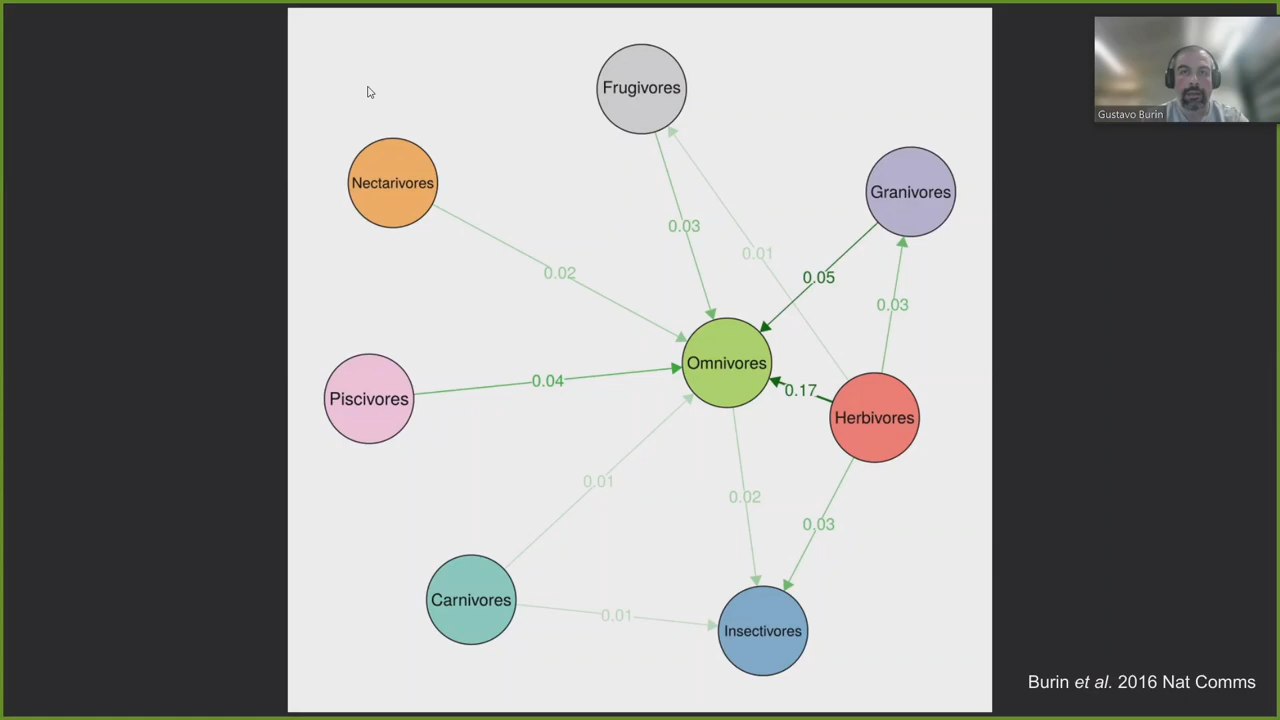 Frugivores
Gustavo Burin
Nectarivores
Granivores
0.03
0.01
0.02
0.05
0.03
Omnivores
0.04
0.17
Piscivores
Herbivores
0.01
0.02
0.03
Carnivores
0.01
Insectivores
Burin et al. 2016 Nat Comms